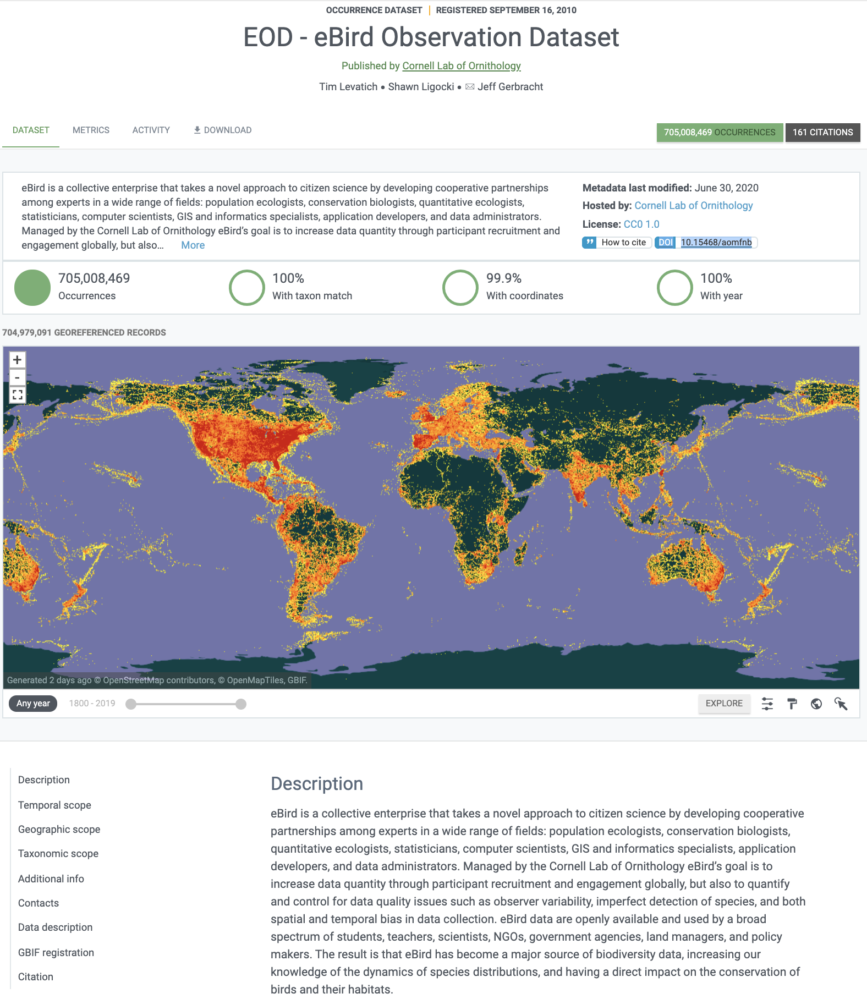 OCCURRENCE DATASET | REGISTERED SEPTEMBER 16, 2010
EOD - eBird Observation Dataset
Published by Cornell Lab of Ornithology
Tim Levatich • Shawn Ligocki • Jeff Gerbracht
DATASET METRICS ACTIVITY DOWNLOAD 705,008,469 OCCURRENCES 161 CITATIONS
eBird is a collective enterprise that takes a novel approach to citizen science by developing cooperative partnerships
among experts in a wide range of fields: population ecologists, conservation biologists, quantitative ecologists,
statisticians, computer scientists, GIS and informatics specialists, application developers, and data administrators.
Managed by the Cornell Lab of Ornithology eBird’s goal is to increase data quantity through participant recruitment and
engagement globally, but also… More
Metadata last modified: June 30, 2020
Hosted by: Cornell Lab of Ornithology
License: CC0 1.0
How to cite DOI 10.15468/aomfnb
705,008,469
Occurrences
100%
With taxon match
99.9%
With coordinates
100%
With year
704,979,091 GEOREFERENCED RECORDS
+
-
Generated 2 days ago © OpenStreetMap contributors, © OpenMapTiles, GBIF.
Any year 1800 - 2019 EXPLORE
Description
Temporal scope
Geographic scope
Taxonomic scope
Additional info
Contacts
Data description
GBIF registration
Citation
Description
eBird is a collective enterprise that takes a novel approach to citizen science by developing cooperative
partnerships among experts in a wide range of fields: population ecologists, conservation biologists,
quantitative ecologists, statisticians, computer scientists, GIS and informatics specialists, application
developers, and data administrators. Managed by the Cornell Lab of Ornithology eBird’s goal is to
increase data quantity through participant recruitment and engagement globally, but also to quantify
and control for data quality issues such as observer variability, imperfect detection of species, and both
spatial and temporal bias in data collection. eBird data are openly available and used by a broad
spectrum of students, teachers, scientists, NGOs, government agencies, land managers, and policy
makers. The result is that eBird has become a major source of biodiversity data, increasing our
knowledge of the dynamics of species distributions, and having a direct impact on the conservation of
birds and their habitats.